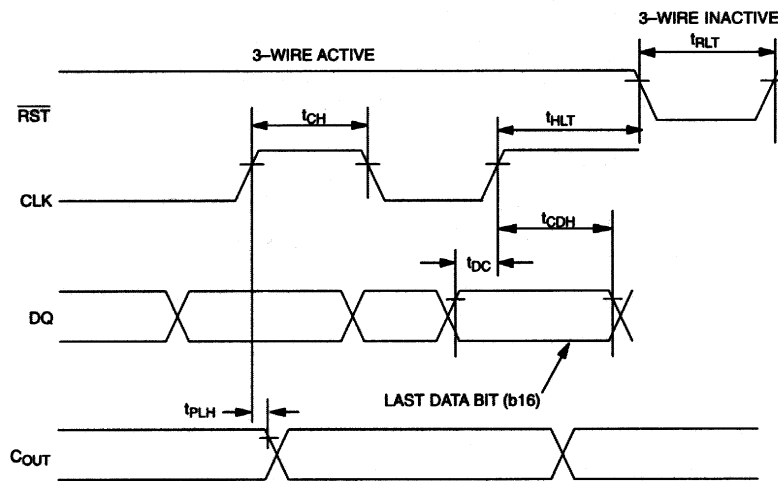 3–WIRE INACTIVE
tRLT
3–WIRE ACTIVE
RST
tCH
tHLT
CLK
tCDH
tDC
DQ
LAST DATA BIT (b16)
tPLH
COUT